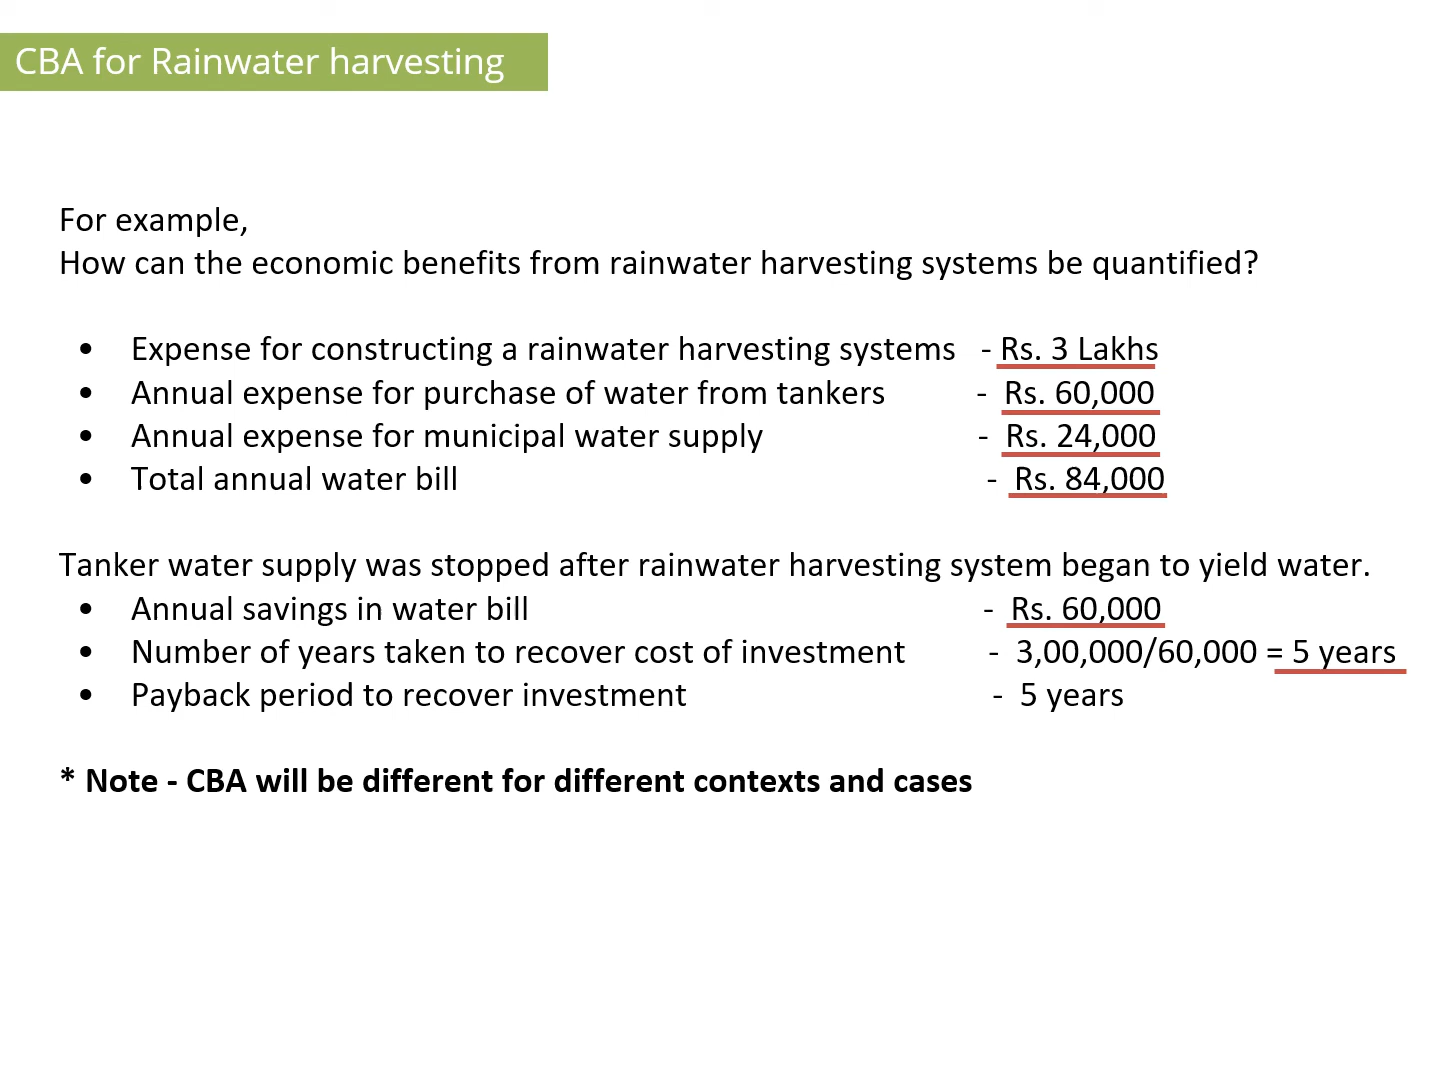 CBA for Rainwater harvesting
For example,
How can the economic benefits from rainwater harvesting systems be quantified?
• Expense for constructing a rainwater harvesting systems - Rs. 3 Lakhs
• Annual expense for purchase of water from tankers - Rs. 60,000
• Annual expense for municipal water supply - Rs. 24,000
• Total annual water bill - Rs. 84,000
Tanker water supply was stopped after rainwater harvesting system began to yield water.
• Annual savings in water bill - Rs. 60,000
• Number of years taken to recover cost of investment - 3,00,000/60,000 = 5 years
• Payback period to recover investment - 5 years
* Note - CBA will be different for different contexts and cases